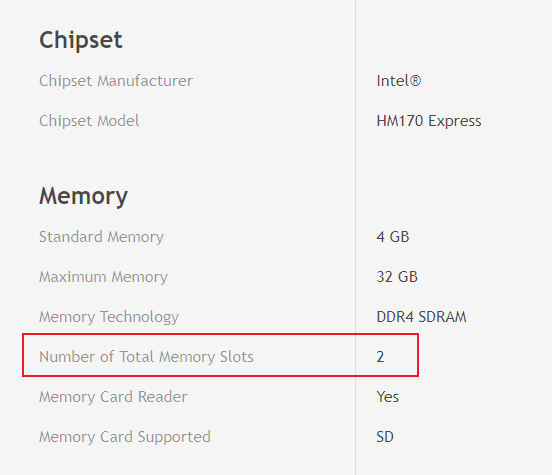 Chipset
Chipset Manufacturer Intel®
Chipset Model HM170 Express
Memory
Standard Memory 4 GB
Maximum Memory 32 GB
Memory Technology DDR4 SDRAM
Number of Total Memory Slots 2
Memory Card Reader Yes
Memory Card Supported SD